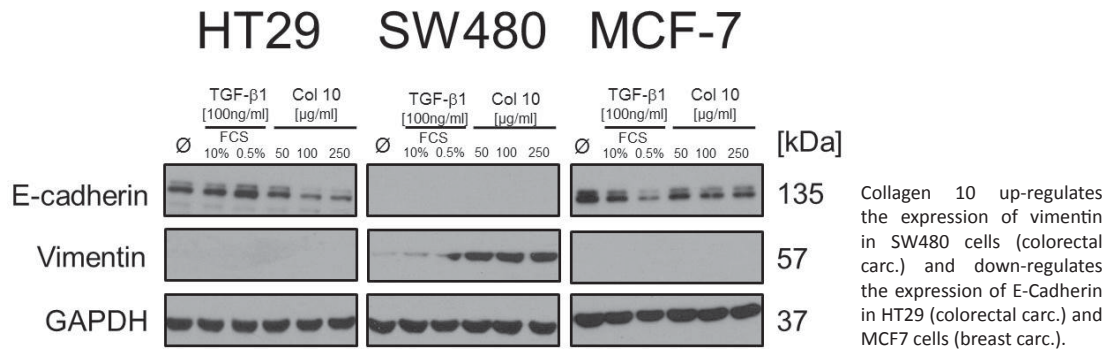 HT29 SW480 MCF-7
TGF-β1 Col 10 TGF-β1 Col 10 TGF-β1 Col 10
[100ng/ml] [µg/ml] [100ng/ml] [µg/ml] [100ng/ml] [µg/ml]
FCS FCS FCS
Ø 10% 0.5% 50 100 250 Ø 10% 0.5% 50 100 250 Ø 10% 0.5% 50 100 250 [kDa]
E-cadherin 135
Vimentin 57
GAPDH 37
Collagen 10 up-regulates
the expression of vimentin
in SW480 cells (colorectal
carc.) and down-regulates
the expression of E-Cadherin
in HT29 (colorectal carc.) and
MCF7 cells (breast carc.).